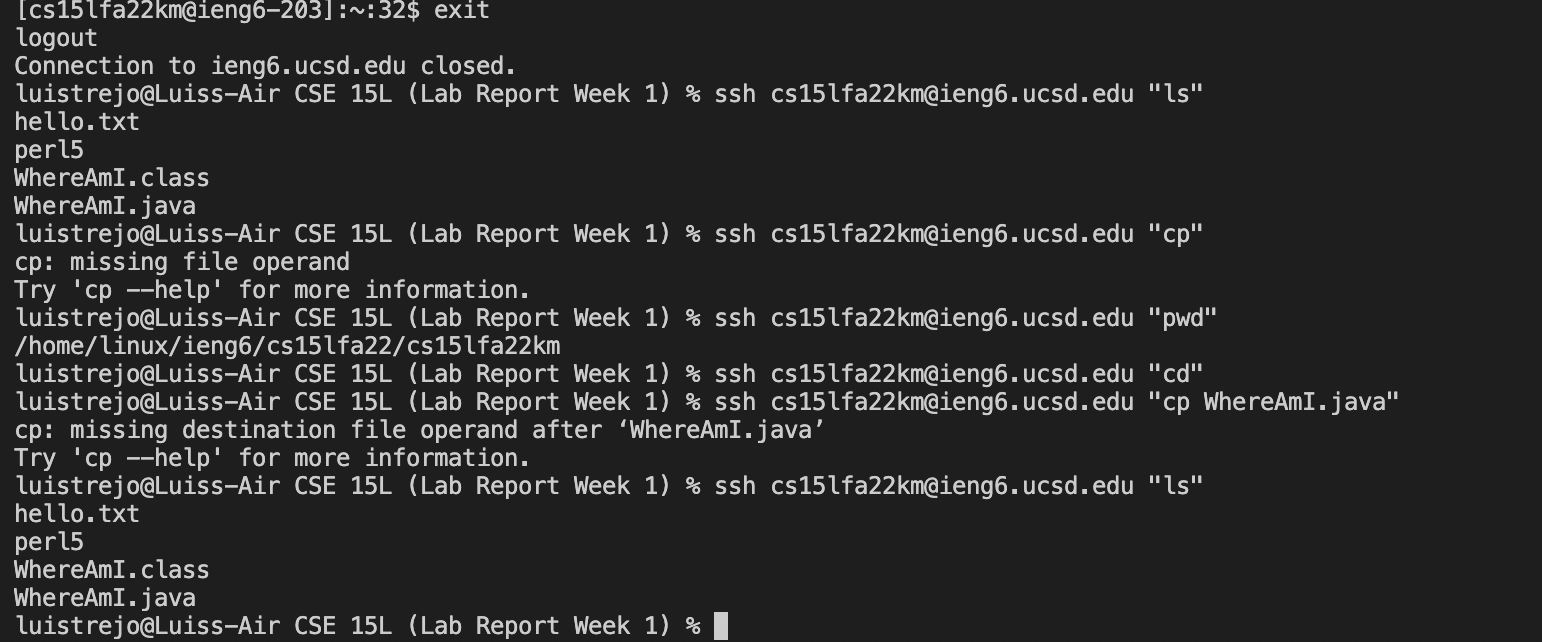 [cs15lfa22km@ieng6-203]:~:32$ exit
logout
Connection to ieng6.ucsd.edu closed.
luistrejo@Luiss-Air CSE 15L (Lab Report Week 1) % ssh cs15lfa22km@ieng6.ucsd.edu "ls"
hello.txt
perl5
WhereAmI.class
WhereAmI.java
luistrejo@Luiss-Air CSE 15L (Lab Report Week 1) % ssh cs15lfa22km@ieng6.ucsd.edu "cp"
cp: missing file operand
Try 'cp --help' for more information.
luistrejo@Luiss-Air CSE 15L (Lab Report Week 1) % ssh cs15lfa22km@ieng6.ucsd.edu "pwd"
/home/linux/ieng6/cs15lfa22/cs15lfa22km
luistrejo@Luiss-Air CSE 15L (Lab Report Week 1) % ssh cs15lfa22km@ieng6.ucsd.edu "cd"
luistrejo@Luiss-Air CSE 15L (Lab Report Week 1) % ssh cs15lfa22km@ieng6.ucsd.edu "cp WhereAmI.java"
cp: missing destination file operand after ‘WhereAmI.java’
Try 'cp --help' for more information.
luistrejo@Luiss-Air CSE 15L (Lab Report Week 1) % ssh cs15lfa22km@ieng6.ucsd.edu "ls"
hello.txt
perl5
WhereAmI.class
WhereAmI.java
luistrejo@Luiss-Air CSE 15L (Lab Report Week 1) %